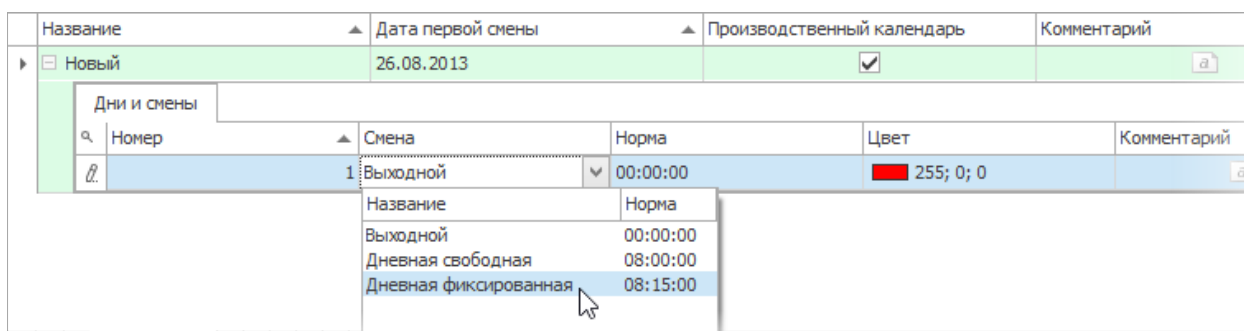 Название Дата первой смены Производственный календарь Комментарий
Новый 26.08.2013 a
Дни и смены
Номер Смена Норма Цвет Комментарий
1 Выходной 00:00:00 255; 0; 0 a
Название Норма
Выходной 00:00:00
Дневная свободная 08:00:00
Дневная фиксированная 08:15:00